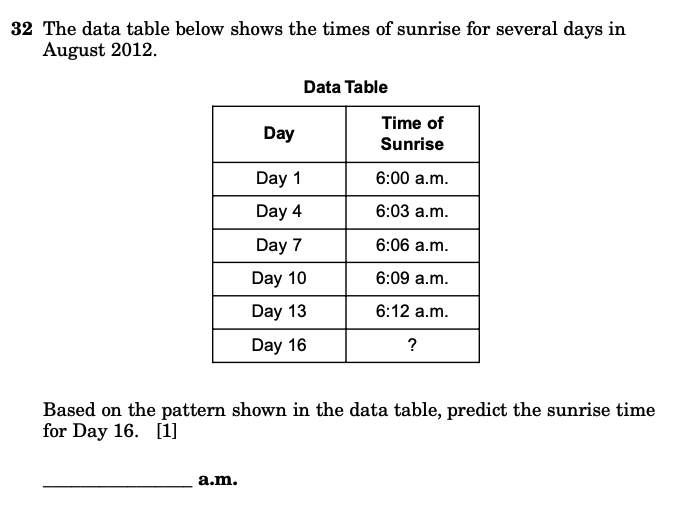 32 The data table below shows the times of sunrise for several days in
August 2012.
Data Table
Day Time of Sunrise
Day 1 6:00 a.m.
Day 4 6:03 a.m.
Day 7 6:06 a.m.
Day 10 6:09 a.m.
Day 13 6:12 a.m.
Day 16 ?
Based on the pattern shown in the data table, predict the sunrise time
for Day 16. [1]
a.m.